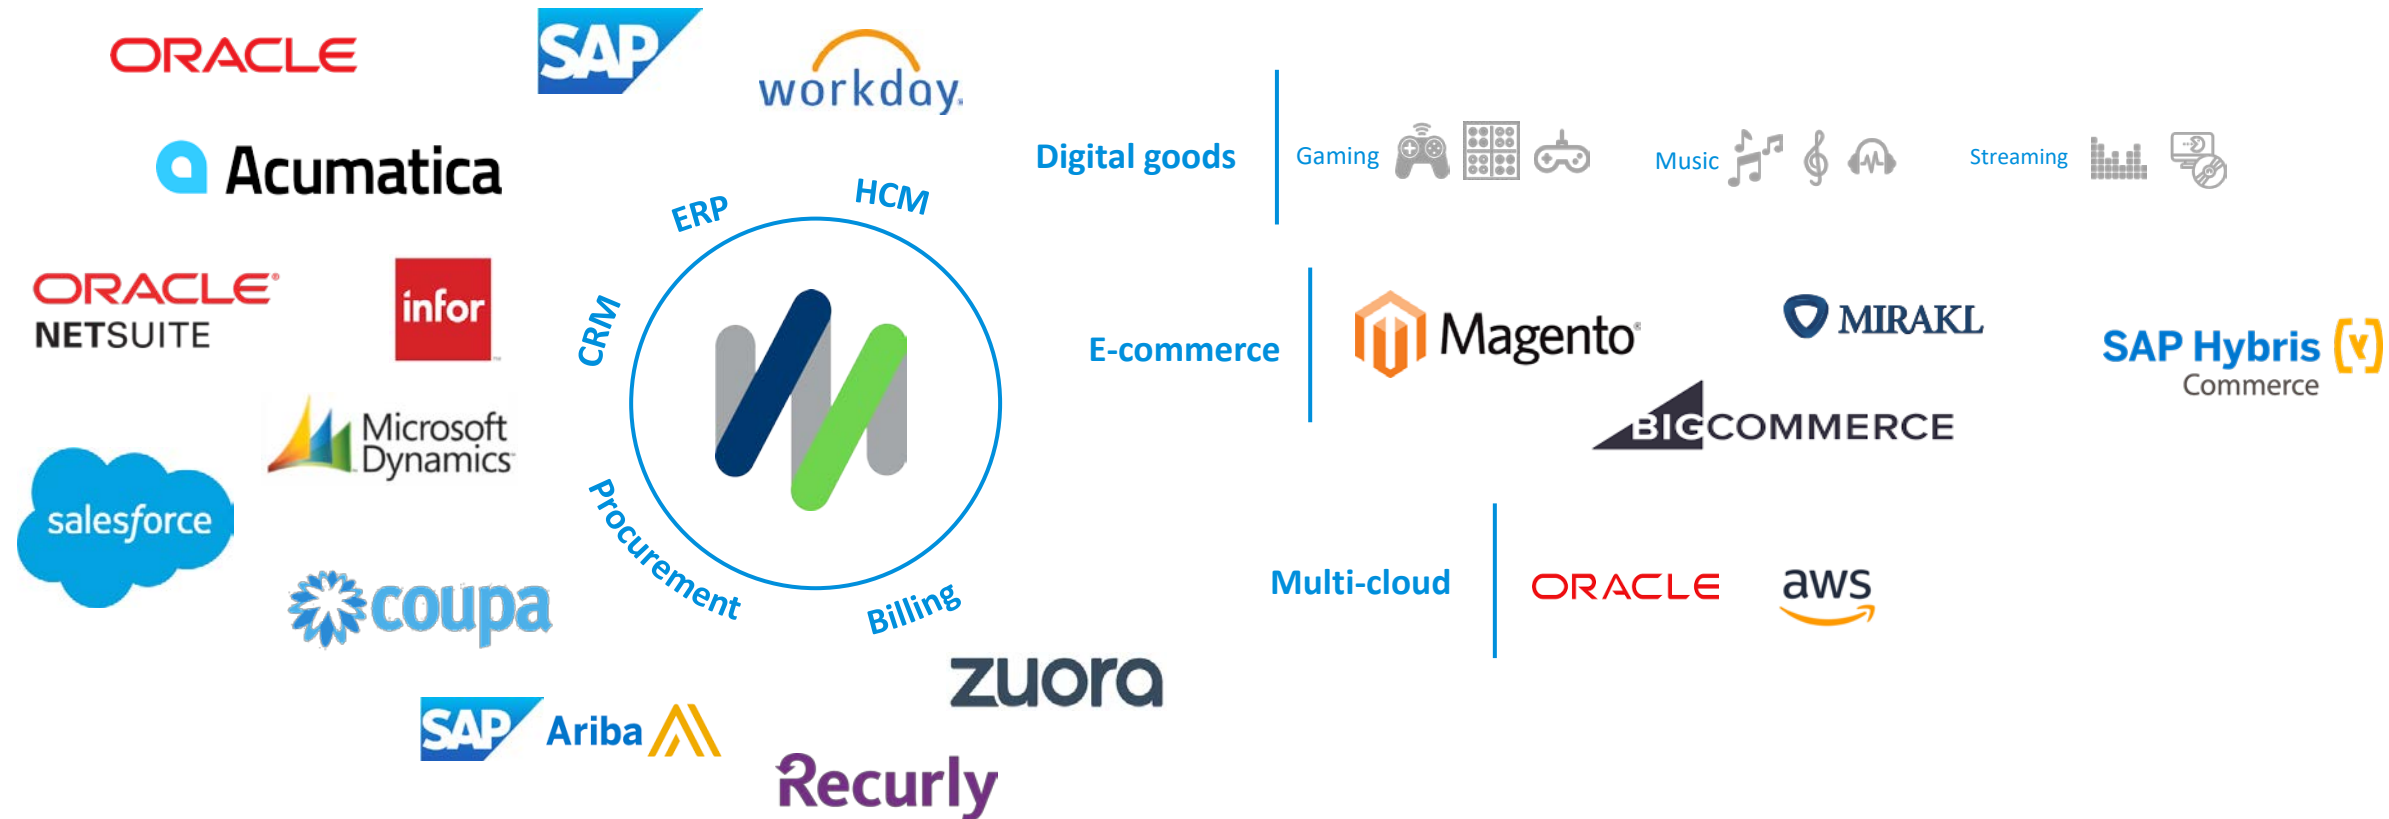 ORACLE
SAP
workday.
Acumatica
Digital goods
Gaming
Music
Streaming
ERP
HCM
CRM
ORACLE®
NETSUITE
infor
E-commerce
Magento®
MIRAKL
SAP Hybris
Commerce
Microsoft
Dynamics
BIGCOMMERCE
salesforce
Procurement
Billing
Multi-cloud
ORACLE
aws
coupa
zuora
SAP Ariba
Recurly